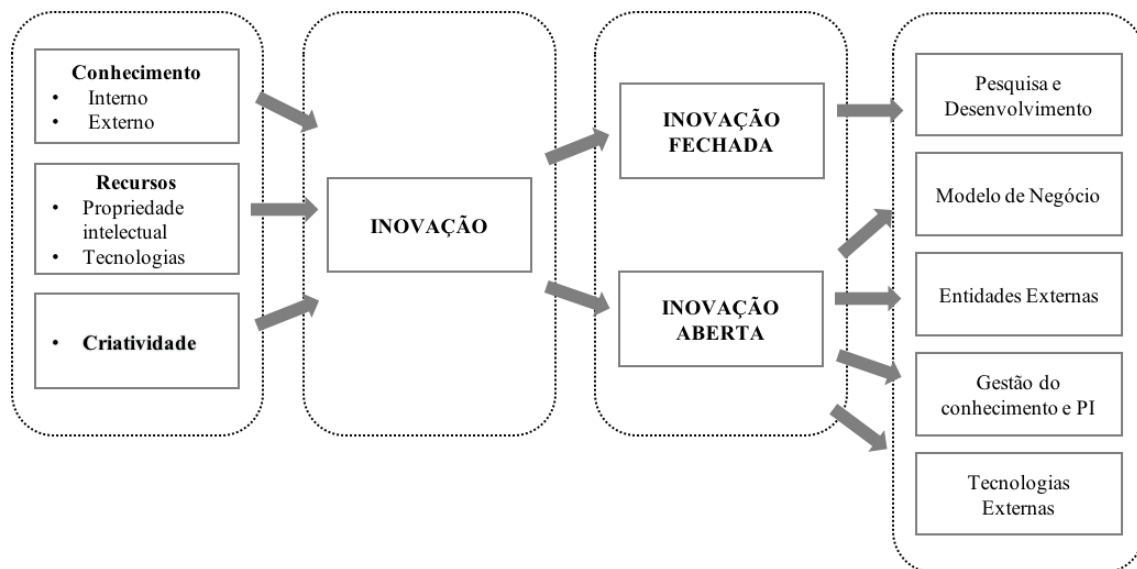 Conhecimento
• Interno
• Externo
Recursos
• Propriedade
intelectual
• Tecnologias
• Criatividade
INOVAÇÃO
INOVAÇÃO
FECHADA
INOVAÇÃO
ABERTA
Pesquisa e
Desenvolvimento
Modelo de Negócio
Entidades Externas
Gestão do
conhecimento e PI
Tecnologias
Externas